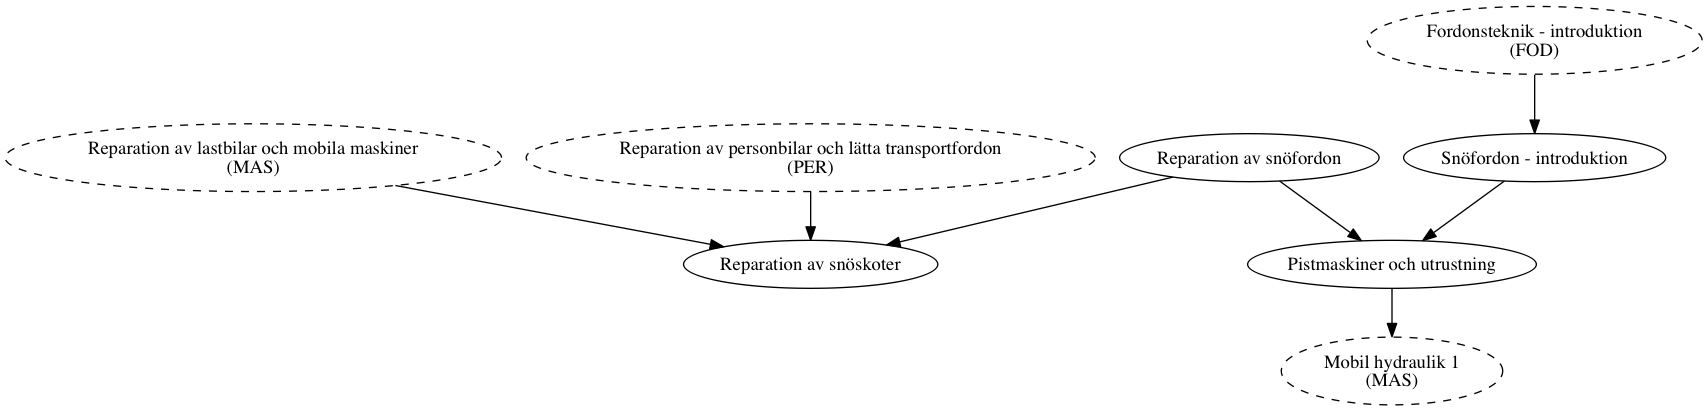 Fordonsteknik - introduktion
(FOD)
Reparation av lastbilar och mobila maskiner
(MAS)
Reparation av personbilar och lätta transportfordon
(PER)
Reparation av snöfordon
Snöfordon - introduktion
Reparation av snöskoter
Pistmaskiner och utrustning
Mobil hydraulik 1
(MAS)